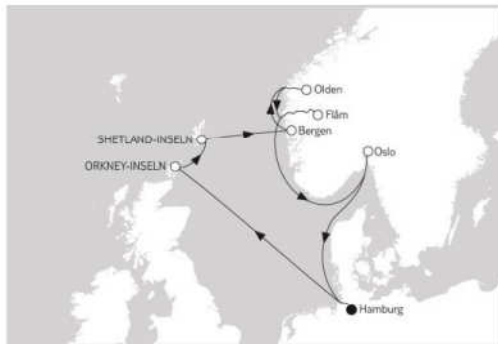 Olden
Flåm
Bergen
SHETLAND-INSELN
Oslo
ORKNEY-INSELN
Hamburg